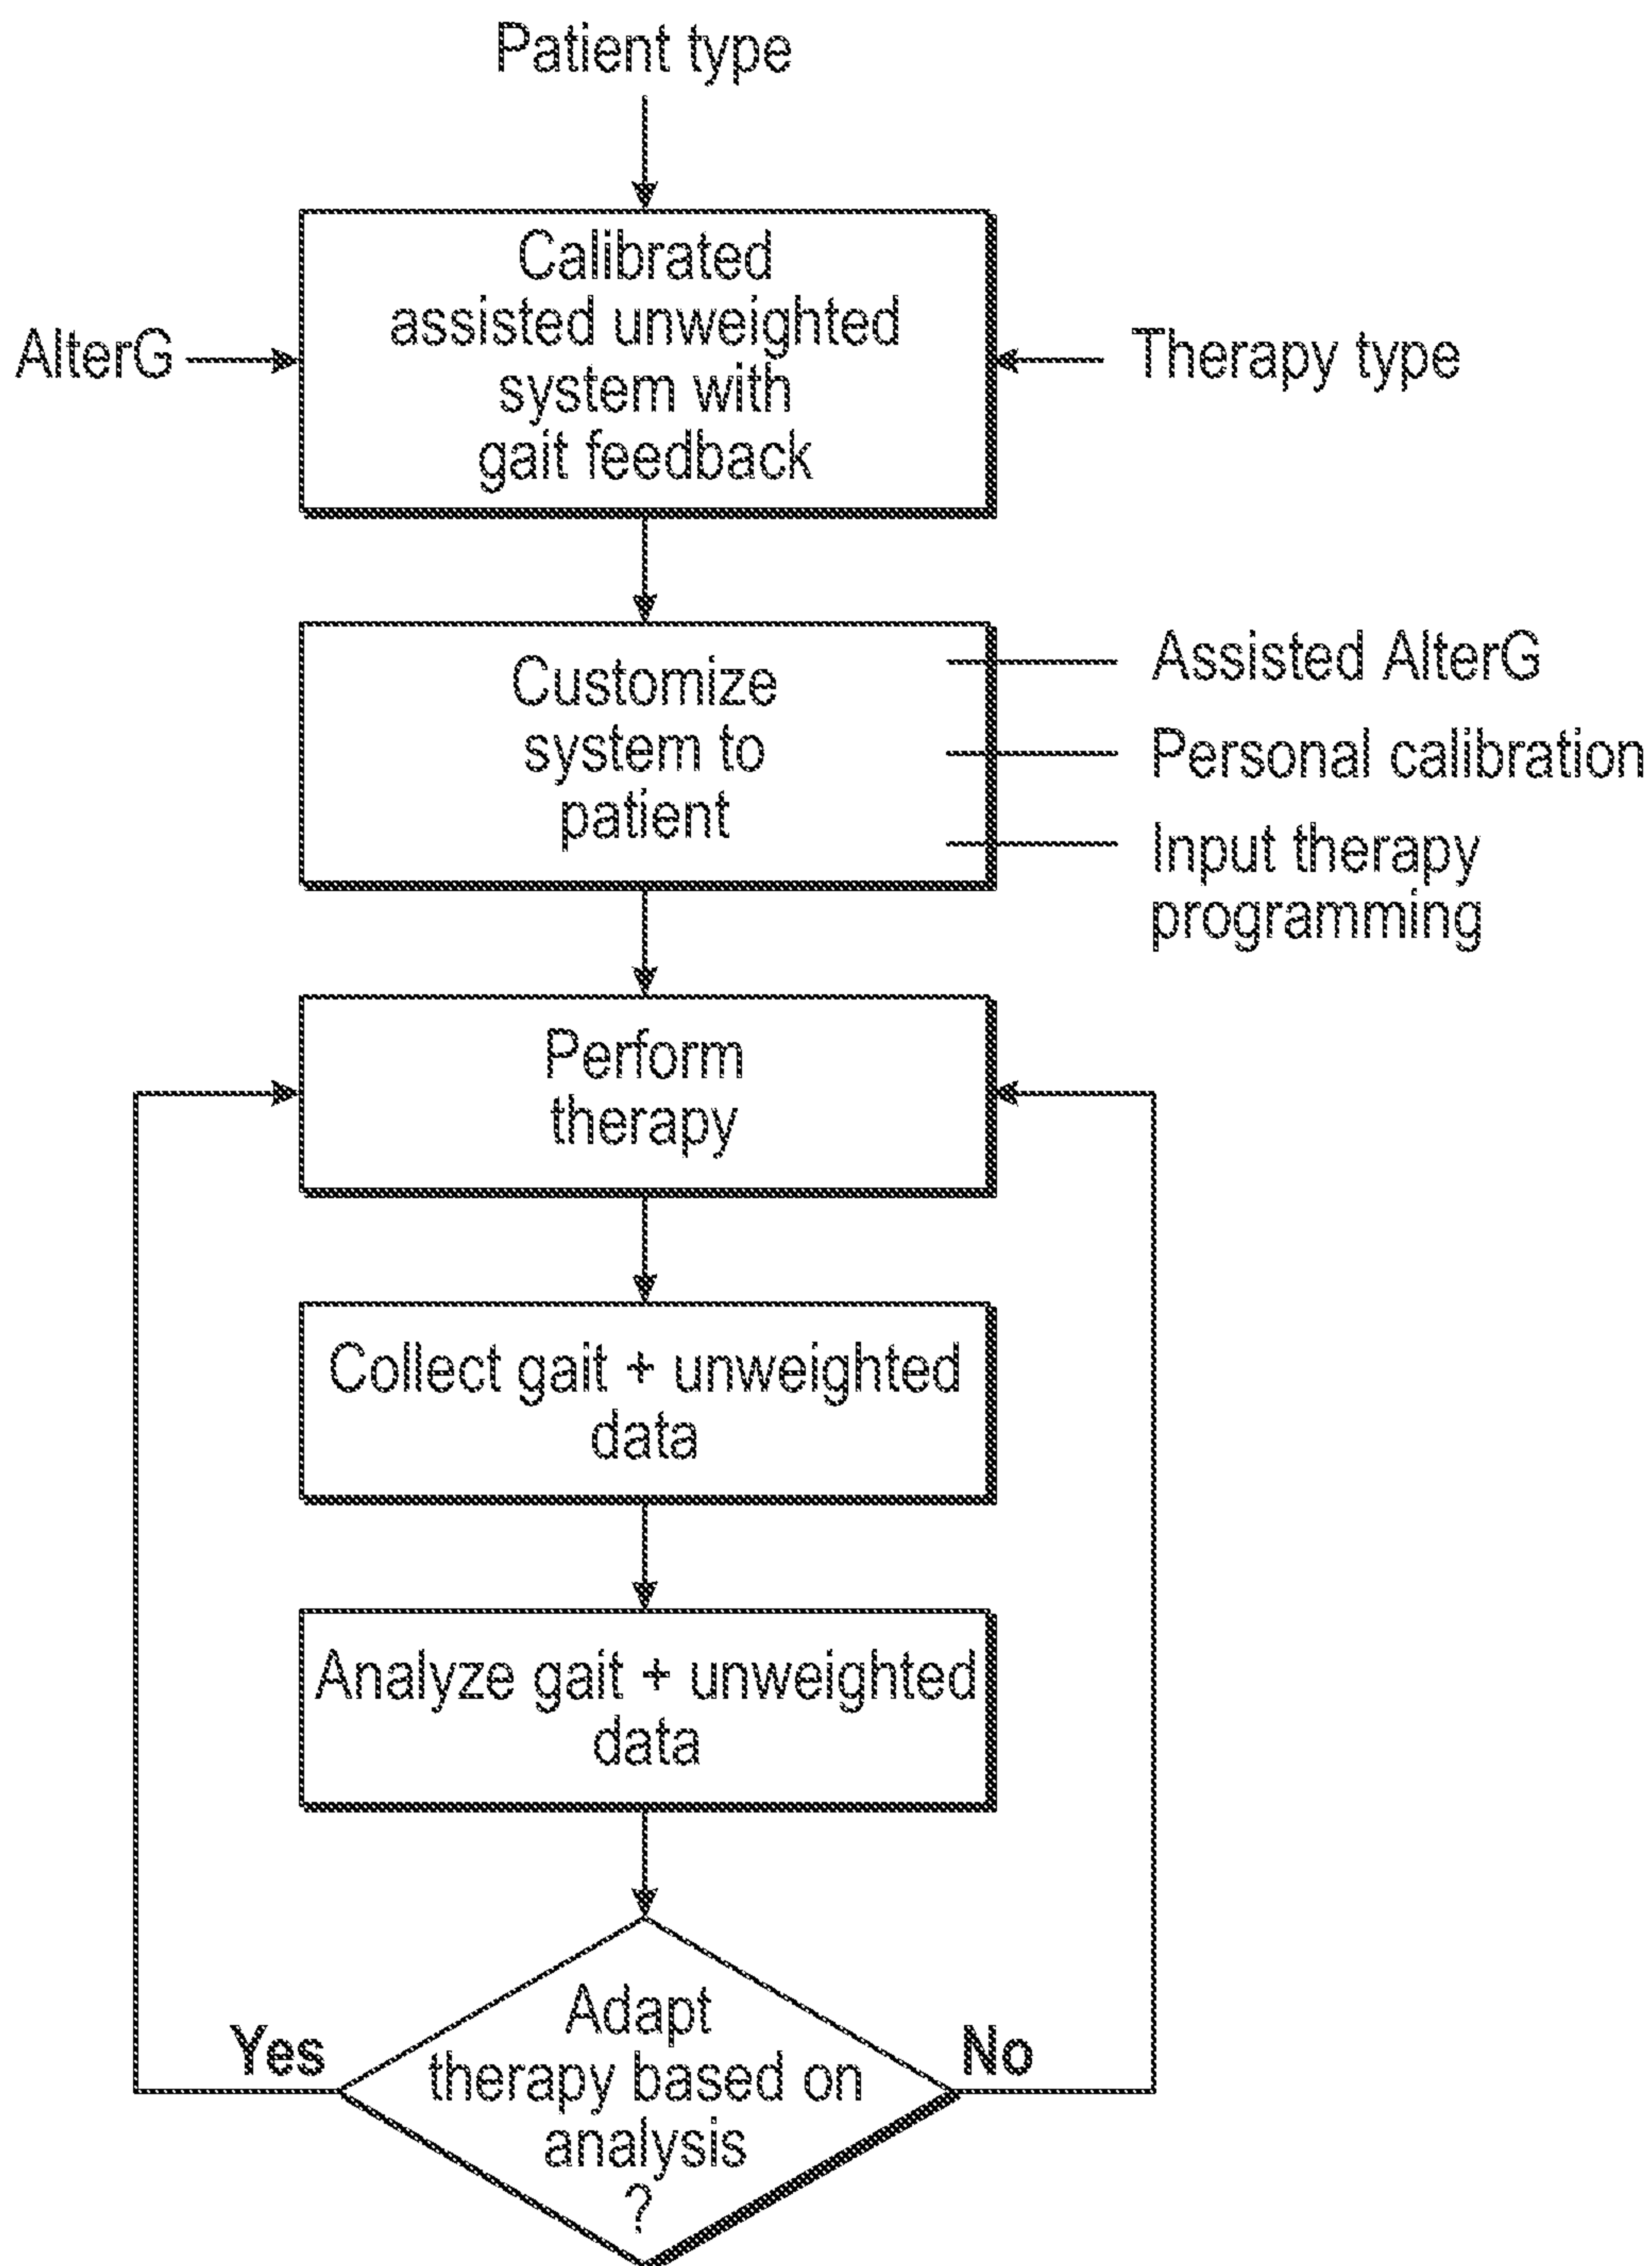 Patient type
Calibrated
assisted unweighted
system with
gait feedback
AlterG
Therapy type
Customize
system to
patient
Assisted AlterG
Personal calibration
Input therapy
programming
Perform
therapy
Collect gait + unweighted
data
Analyze gait + unweighted
data
Adapt
therapy based on
analysis
?
Yes
No